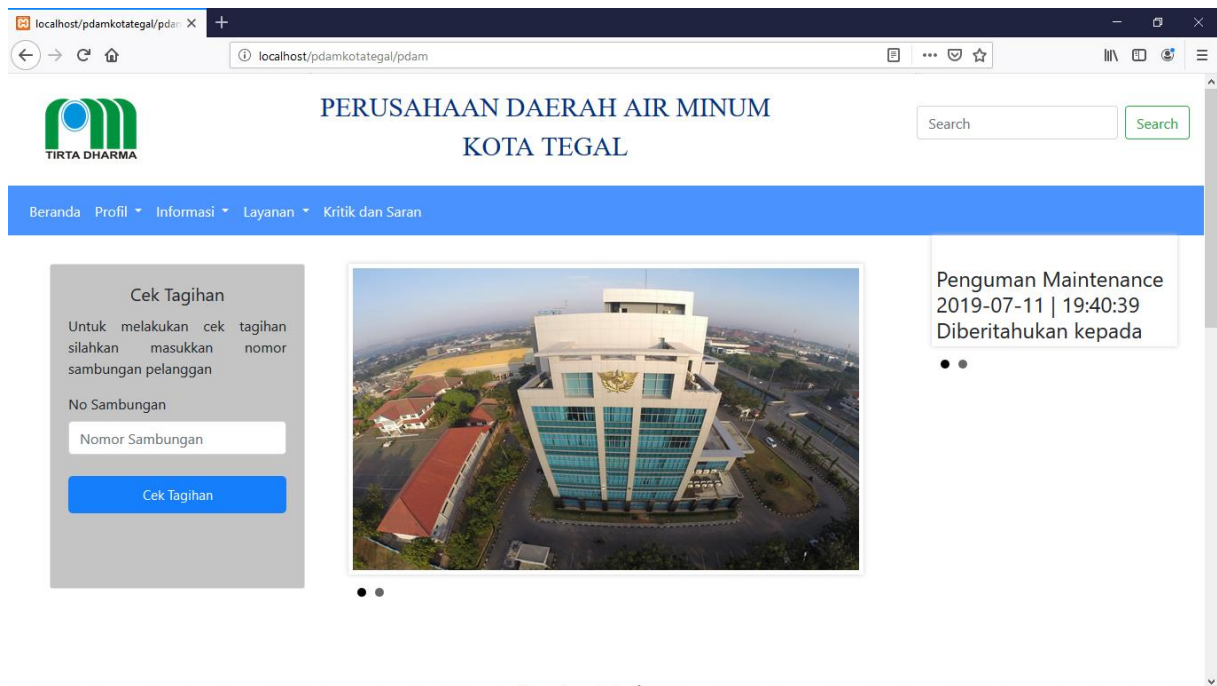 localhost/pdamkotategal/pdan
localhost/pdamkotategal/pdam
TIRTA DHARMA
PERUSAHAAN DAERAH AIR MINUM
KOTA TEGAL
Search
Search
Beranda Profil Informasi Layanan Kritik dan Saran
Cek Tagihan
Untuk melakukan cek tagihan
silahkan masukkan nomor
sambungan pelanggan
No Sambungan
Nomor Sambungan
Cek Tagihan
Penguman Maintenance
2019-07-11 | 19:40:39
Diberitahukan kepada